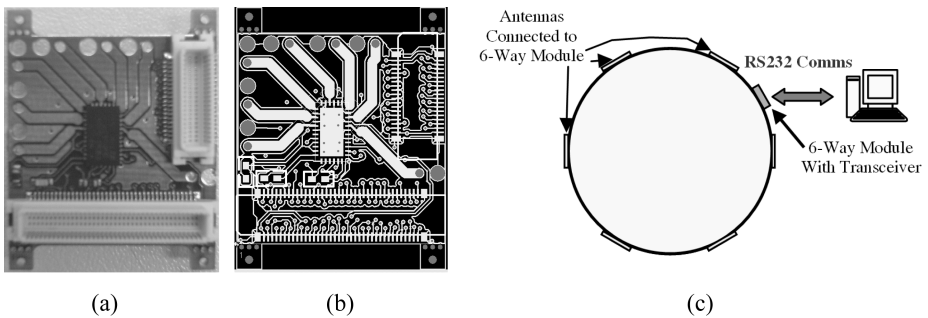 Antennas
Connected to
6-Way Module
RS232 Comms
6-Way Module
With Transceiver
(a)
(b)
(c)